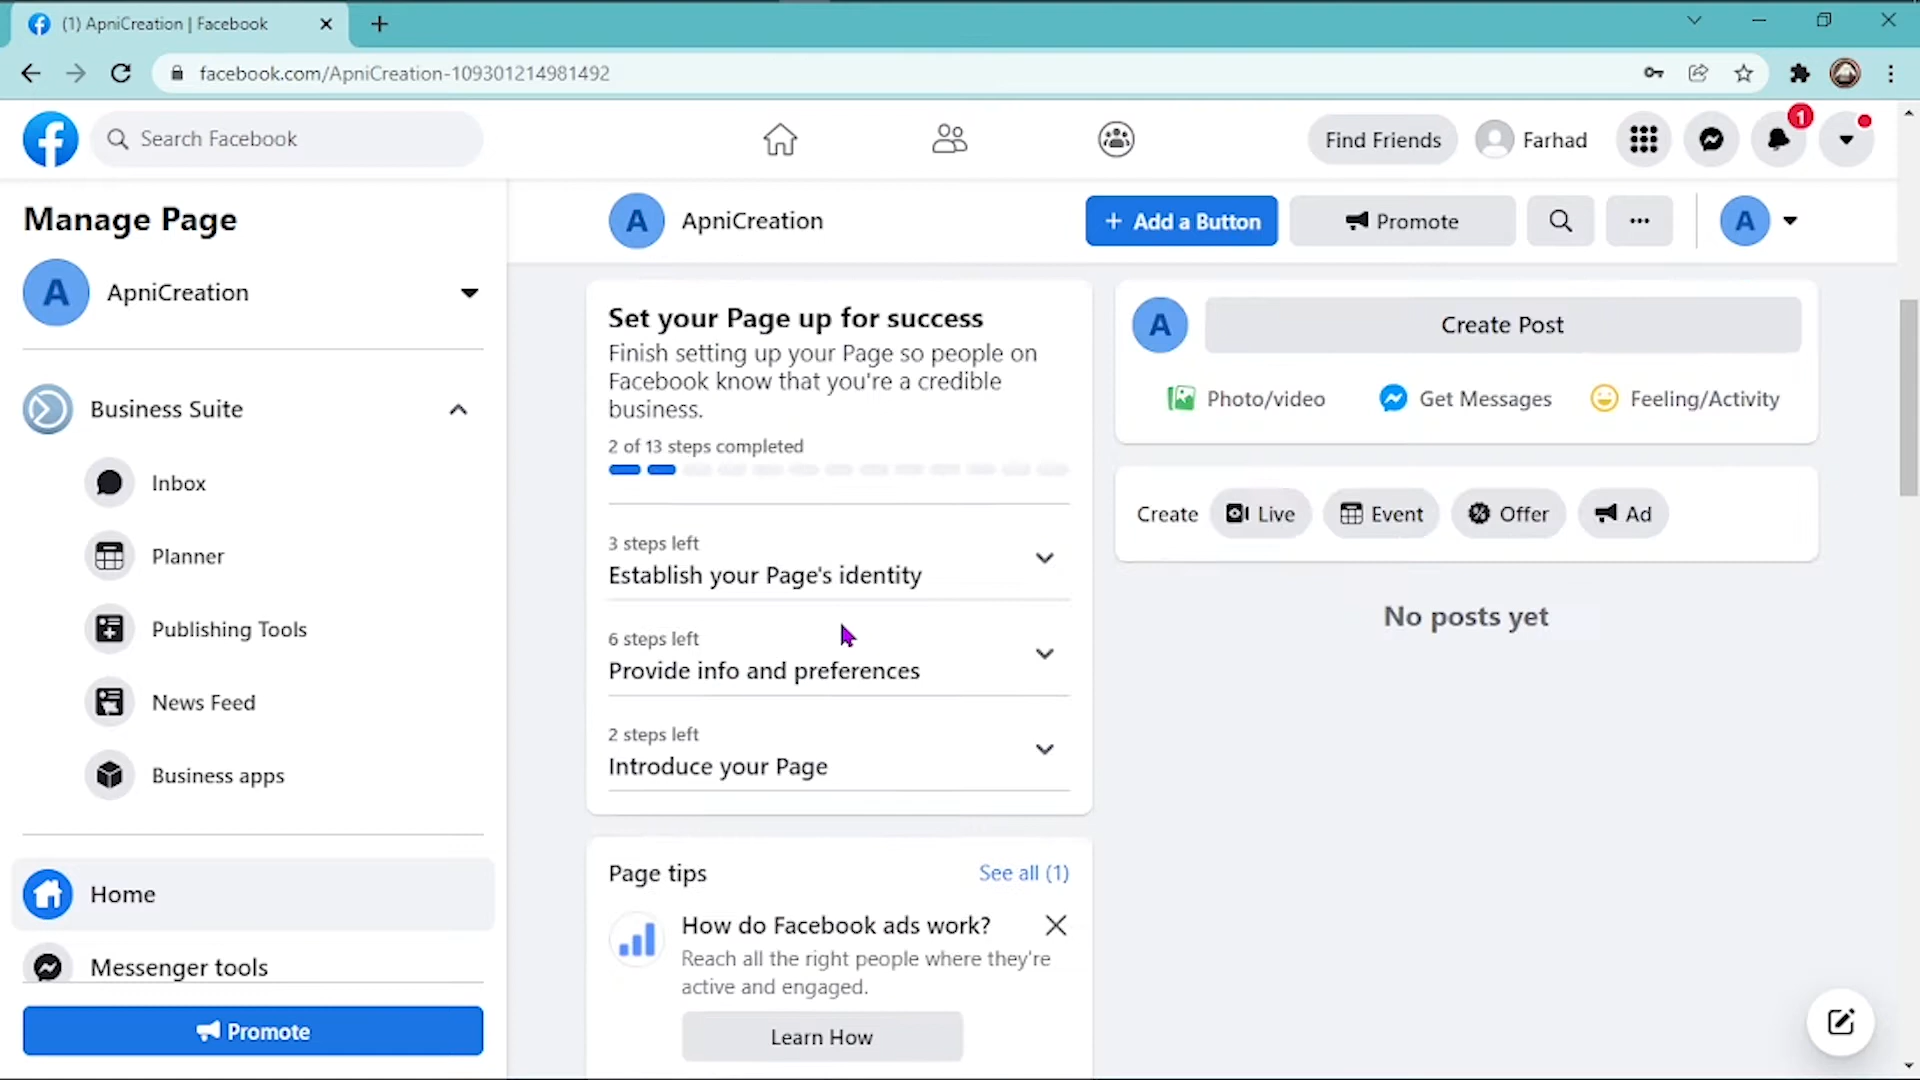 (1) ApniCreation | Facebook
facebook.com/ApniCreation-109301214981492
Search Facebook
Find Friends
Farhad
1
Manage Page
A
ApniCreation
Business Suite
Inbox
Planner
Publishing Tools
News Feed
Business apps
Home
Messenger tools
Promote
A
ApniCreation
+ Add a Button
Promote
A
Set your Page up for success
Finish setting up your Page so people on
Facebook know that you're a credible
business.
2 of 13 steps completed
3 steps left
Establish your Page's identity
6 steps left
Provide info and preferences
2 steps left
Introduce your Page
Page tips
See all (1)
How do Facebook ads work?
Reach all the right people where they're
active and engaged.
Learn How
A
Create Post
Photo/video
Get Messages
Feeling/Activity
Create
Live
Event
Offer
Ad
No posts yet